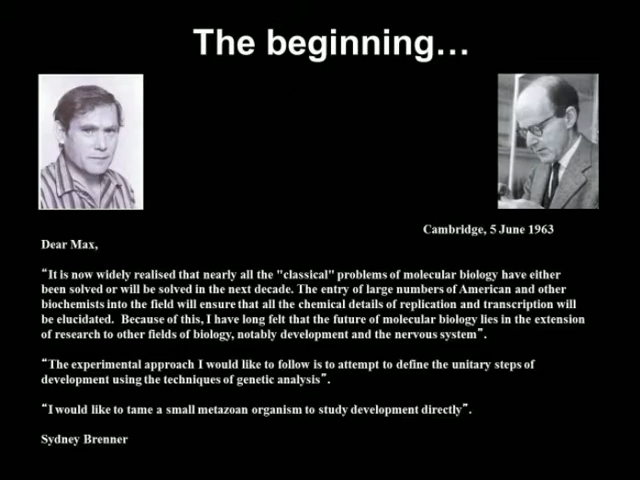 The beginning…
Cambridge, 5 June 1963
Dear Max,
“It is now widely realised that nearly all the "classical" problems of molecular biology have either
been solved or will be solved in the next decade. The entry of large numbers of American and other
biochemists into the field will ensure that all the chemical details of replication and transcription will
be elucidated.  Because of this, I have long felt that the future of molecular biology lies in the extension
of research to other fields of biology, notably development and the nervous system”.
“The experimental approach I would like to follow is to attempt to define the unitary steps of
development using the techniques of genetic analysis”.
“I would like to tame a small metazoan organism to study development directly”.
Sydney Brenner